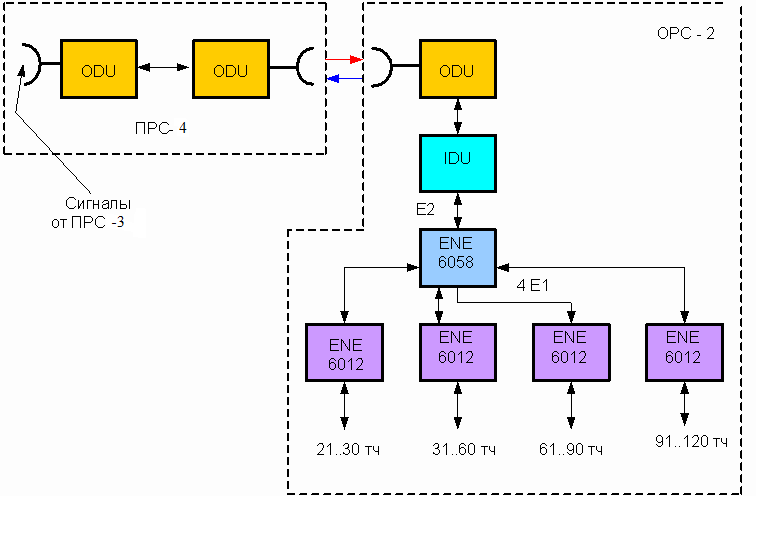 ОРС - 2
ODU
ODU
ODU
ПРС- 4
IDU
Сигналы
от ПРС -3
E2
ENE
6058
4 E1
ENE
6012
ENE
6012
ENE
6012
ENE
6012
21..30 тч
31..60 тч
61..90 тч
91..120 тч